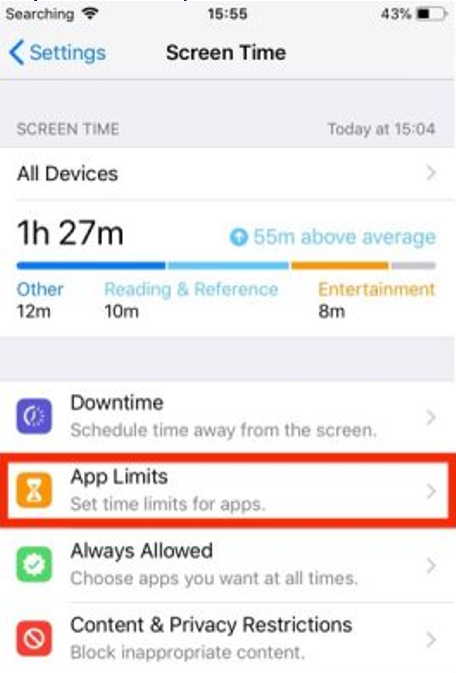 Searching 15:55 43%
Settings Screen Time
SCREEN TIME Today at 15:04
All Devices
1h 27m 55m above average
Other Reading & Reference Entertainment
12m 10m 8m
Downtime
Schedule time away from the screen.
App Limits
Set time limits for apps.
Always Allowed
Choose apps you want at all times.
Content & Privacy Restrictions
Block inappropriate content.